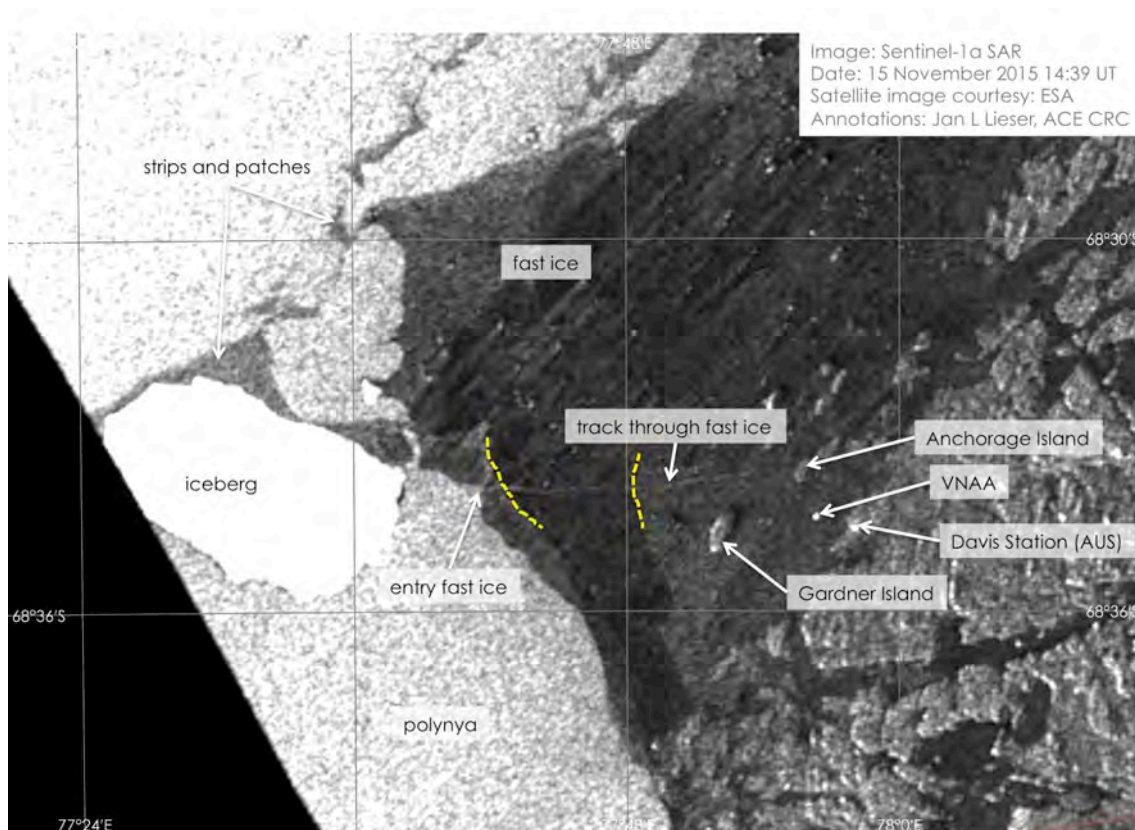 77°48'E
Image: Sentinel-1a SAR
Date: 15 November 2015 14:39 UT
Satellite image courtesy: ESA
Annotations: Jan L Lieser, ACE CRC
strips and patches
68°30'S
fast ice
track through fast ice
Anchorage Island
VNAA
iceberg
Davis Station (AUS)
entry fast ice
Gardner Island
68°36'S
68°36'S
polynya
77°24'E
77°48'E
78°0'E